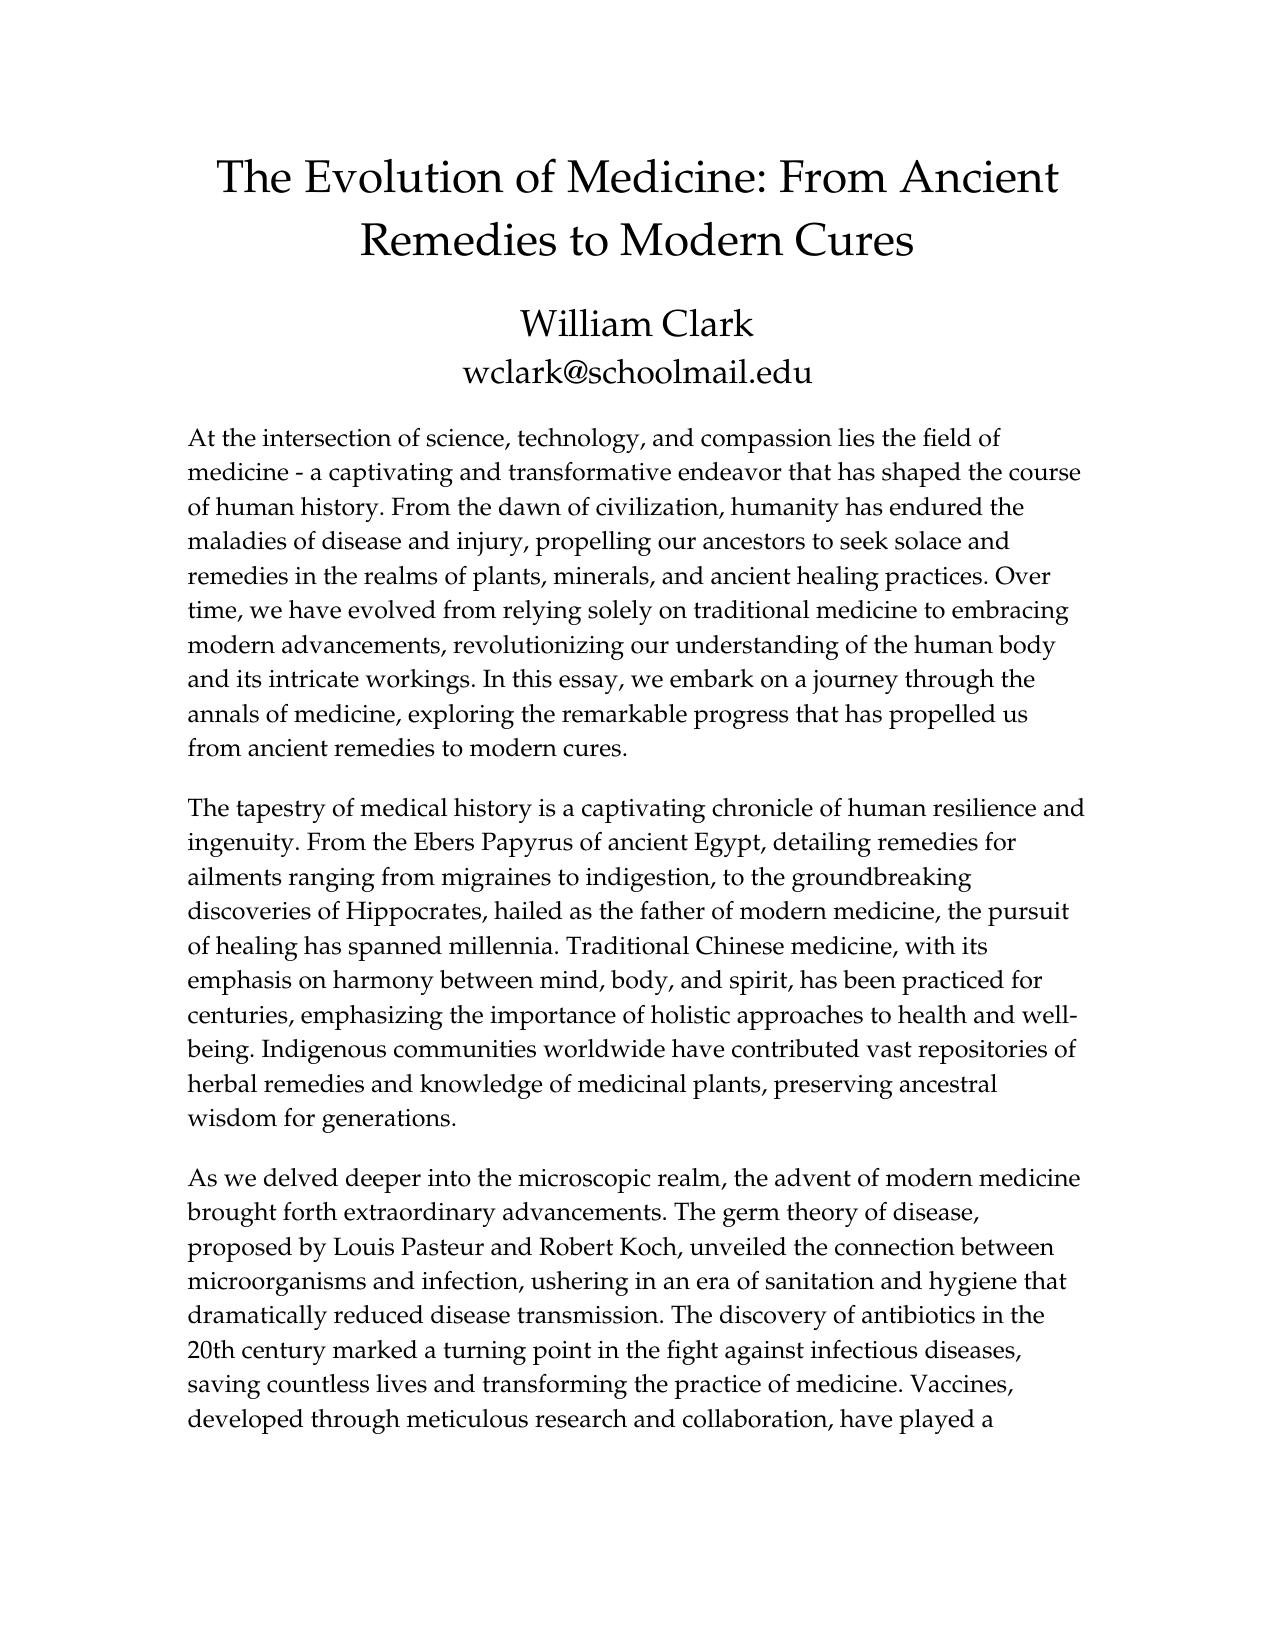 The Evolution of Medicine: From Ancient
Remedies to Modern Cures
William Clark
wclark@schoolmail.edu
At the intersection of science, technology, and compassion lies the field of
medicine - a captivating and transformative endeavor that has shaped the course
of human history. From the dawn of civilization, humanity has endured the
maladies of disease and injury, propelling our ancestors to seek solace and
remedies in the realms of plants, minerals, and ancient healing practices. Over
time, we have evolved from relying solely on traditional medicine to embracing
modern advancements, revolutionizing our understanding of the human body
and its intricate workings. In this essay, we embark on a journey through the
annals of medicine, exploring the remarkable progress that has propelled us
from ancient remedies to modern cures.
The tapestry of medical history is a captivating chronicle of human resilience and
ingenuity. From the Ebers Papyrus of ancient Egypt, detailing remedies for
ailments ranging from migraines to indigestion, to the groundbreaking
discoveries of Hippocrates, hailed as the father of modern medicine, the pursuit
of healing has spanned millennia. Traditional Chinese medicine, with its
emphasis on harmony between mind, body, and spirit, has been practiced for
centuries, emphasizing the importance of holistic approaches to health and well-
being. Indigenous communities worldwide have contributed vast repositories of
herbal remedies and knowledge of medicinal plants, preserving ancestral
wisdom for generations.
As we delved deeper into the microscopic realm, the advent of modern medicine
brought forth extraordinary advancements. The germ theory of disease,
proposed by Louis Pasteur and Robert Koch, unveiled the connection between
microorganisms and infection, ushering in an era of sanitation and hygiene that
dramatically reduced disease transmission. The discovery of antibiotics in the
20th century marked a turning point in the fight against infectious diseases,
saving countless lives and transforming the practice of medicine. Vaccines,
developed through meticulous research and collaboration, have played a